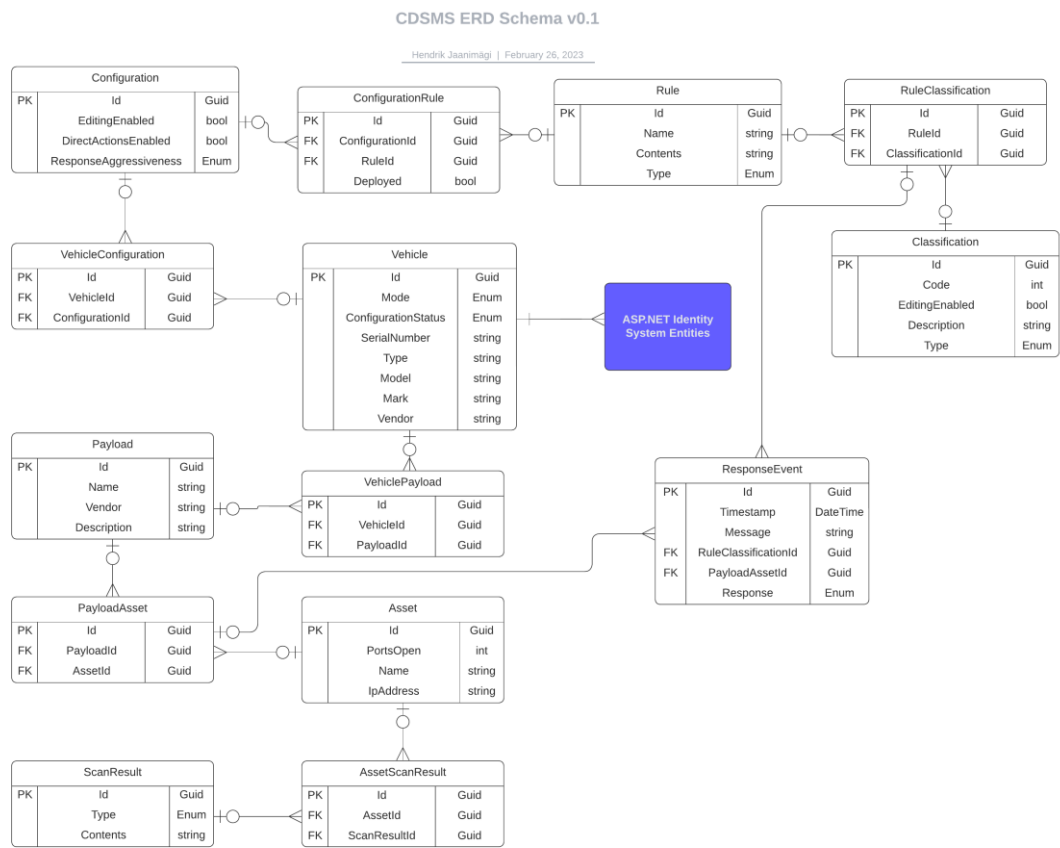 CDSMS ERD Schema v0.1
Hendrik Jaanimägi | February 26, 2023
Configuration
PK Id Guid
EditingEnabled bool
DirectActionsEnabled bool
ResponseAggressiveness Enum
ConfigurationRule
PK Id Guid
FK ConfigurationId Guid
FK RuleId Guid
Deployed bool
Rule
PK Id Guid
Name string
Contents string
Type Enum
RuleClassification
PK Id Guid
FK RuleId Guid
FK ClassificationId Guid
VehicleConfiguration
PK Id Guid
FK VehicleId Guid
FK ConfigurationId Guid
Vehicle
PK Id Guid
Mode Enum
ConfigurationStatus Enum
SerialNumber string
Type string
Model string
Mark string
Vendor string
ASP.NET Identity
System Entities
Classification
PK Id Guid
Code int
EditingEnabled bool
Description string
Type Enum
Payload
PK Id Guid
Name string
Vendor string
Description string
VehiclePayload
PK Id Guid
FK VehicleId Guid
FK PayloadId Guid
ResponseEvent
PK Id Guid
Timestamp DateTime
Message string
FK RuleClassificationId Guid
FK PayloadAssetId Guid
Response Enum
PayloadAsset
PK Id Guid
FK PayloadId Guid
FK AssetId Guid
Asset
PK Id Guid
PortsOpen int
Name string
IpAddress string
ScanResult
PK Id Guid
Type Enum
Contents string
AssetScanResult
PK Id Guid
FK AssetId Guid
FK ScanResultId Guid